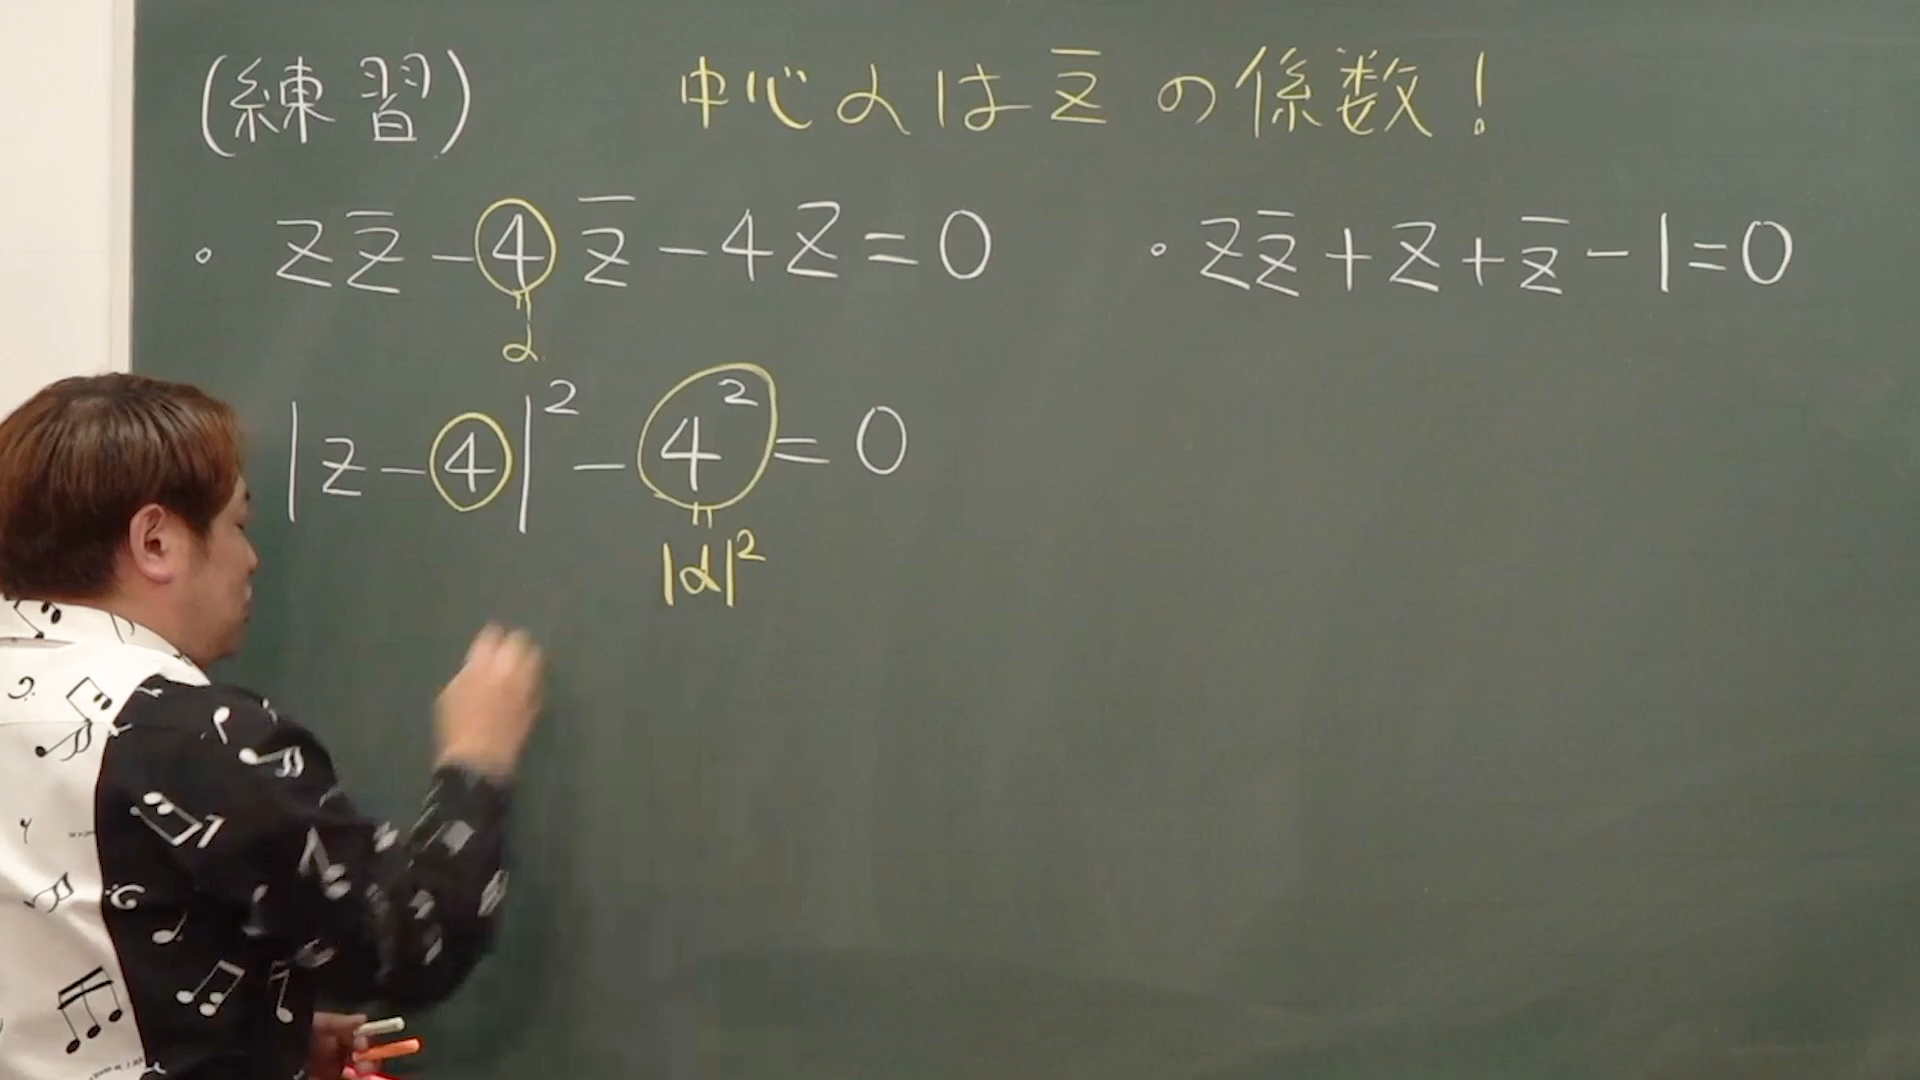 (練習)
中心αはz̅の係数!
・ zz̅-4z̅-4z=0
α
|z-4|²-4²=0
|α|²
・zz̅+z+z̅-1=0